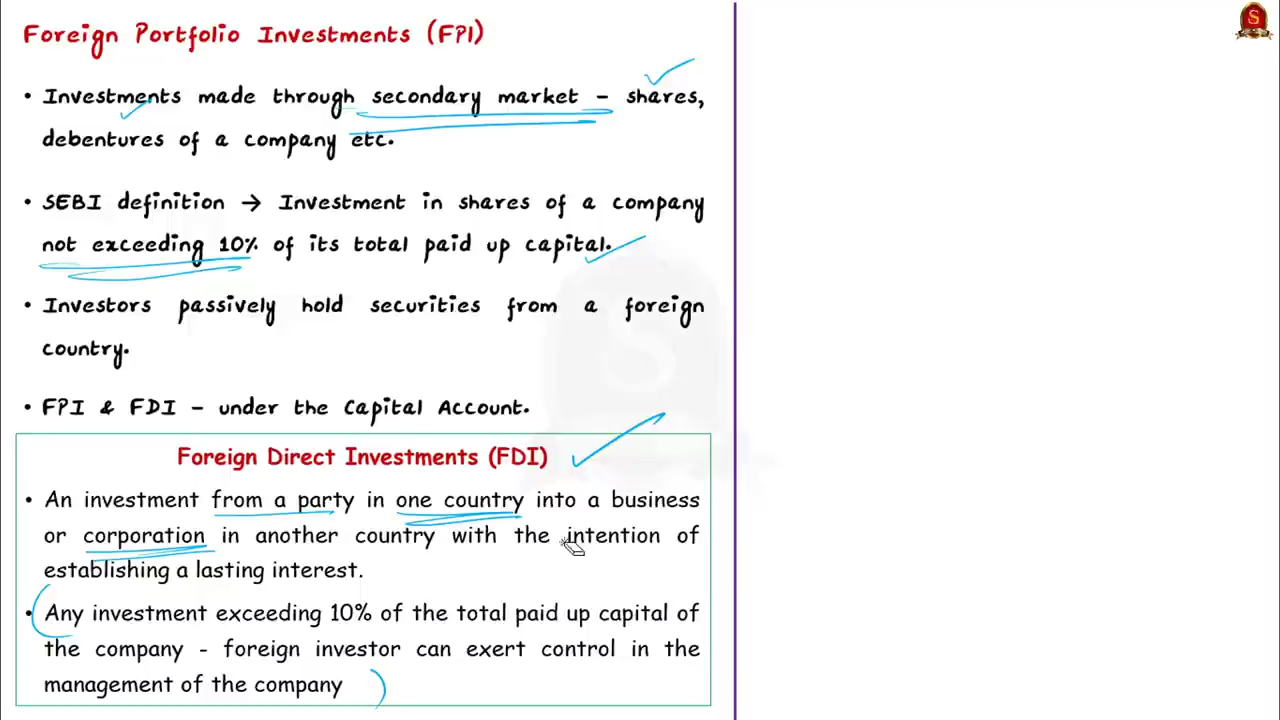 Foreign Portfolio Investments (FPI)
• Investments made through secondary market – shares,
debentures of a company etc.
• SEBI definition → Investment in shares of a company
not exceeding 10% of its total paid up capital.
• Investors passively hold securities from a foreign
country.
• FPI & FDI – under the Capital Account.
Foreign Direct Investments (FDI)
• An investment from a party in one country into a business
or corporation in another country with the intention of
establishing a lasting interest.
• Any investment exceeding 10% of the total paid up capital of
the company - foreign investor can exert control in the
management of the company
S
S